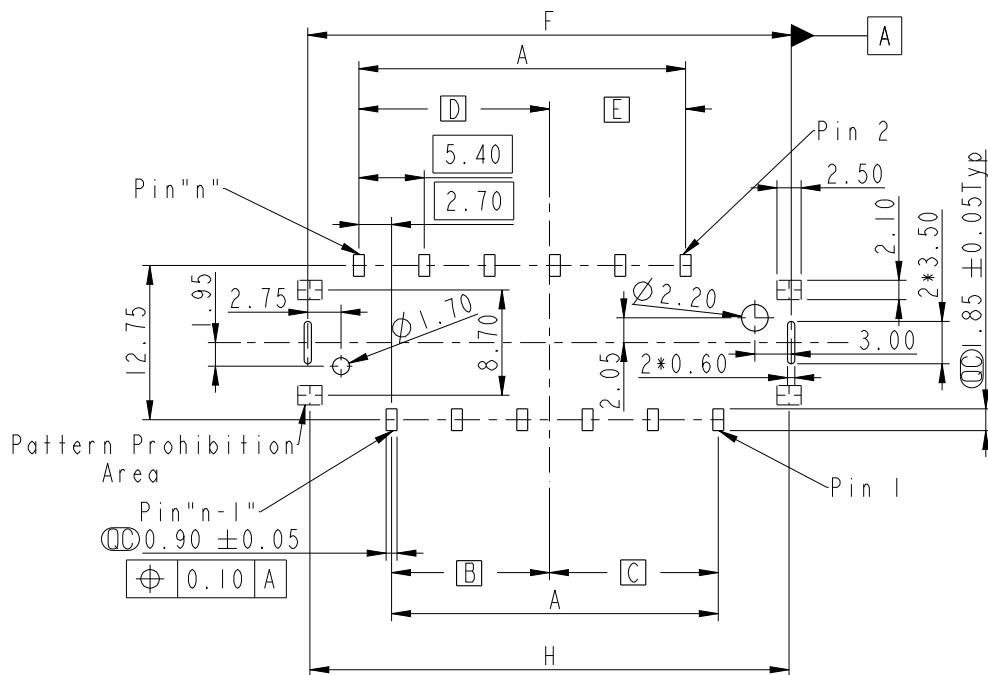 F
A
A
D
E
Pin 2
5.40
2.70
2.50
Pin"n"
2.10
2*3.50
QC 1.85 ±0.05Typ
1.95
2.75
Ø1.70
Ø2.20
12.75
8.70
2.05
3.00
2*0.60
Pattern Prohibition
Area
Pin 1
Pin"n-1"
QC 0.90 ±0.05
⌖ 0.10 A
B
C
A
H